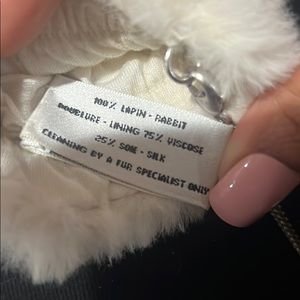 100% LAPIN - RABBIT
DOUBLURE - LINING 75% VISCOSE
25% SOIE - SILK
CLEANING BY A FUR SPECIALIST ONLY